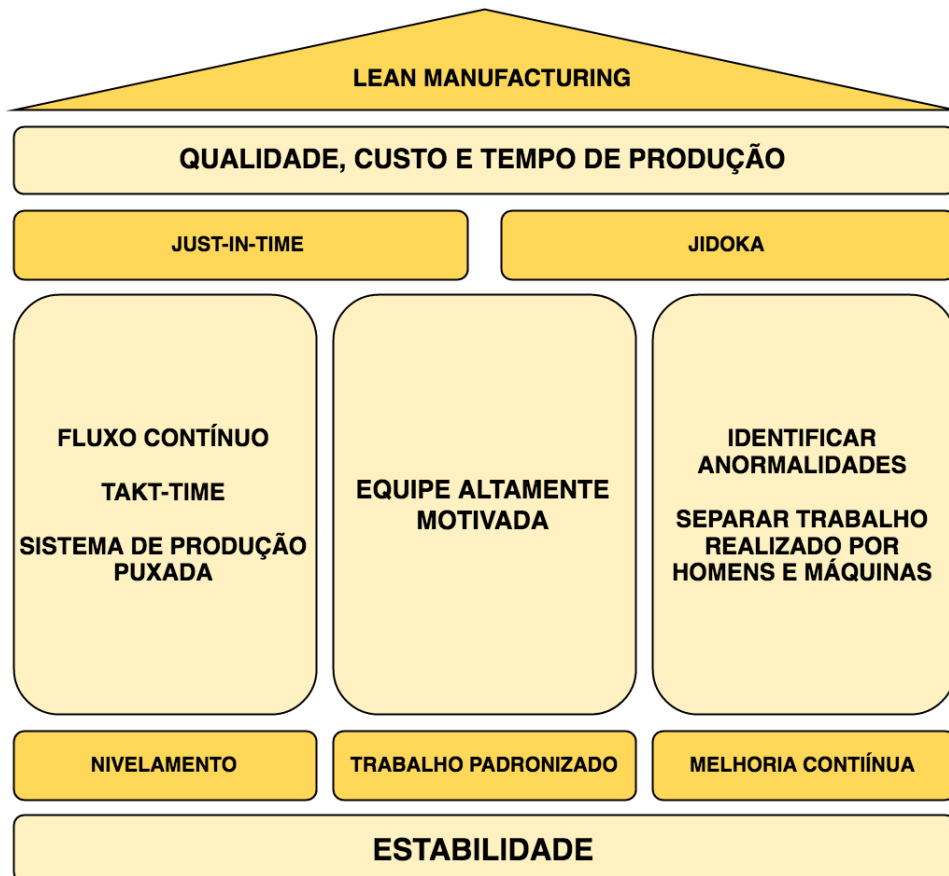 LEAN MANUFACTURING
QUALIDADE, CUSTO E TEMPO DE PRODUÇÃO
JUST-IN-TIME
JIDOKA
FLUXO CONTÍNUO
TAKT-TIME
SISTEMA DE PRODUÇÃO
PUXADA
EQUIPE ALTAMENTE
MOTIVADA
IDENTIFICAR
ANORMALIDADES
SEPARAR TRABALHO
REALIZADO POR
HOMENS E MÁQUINAS
NIVELAMENTO
TRABALHO PADRONIZADO
MELHORIA CONTIÍNUA
ESTABILIDADE